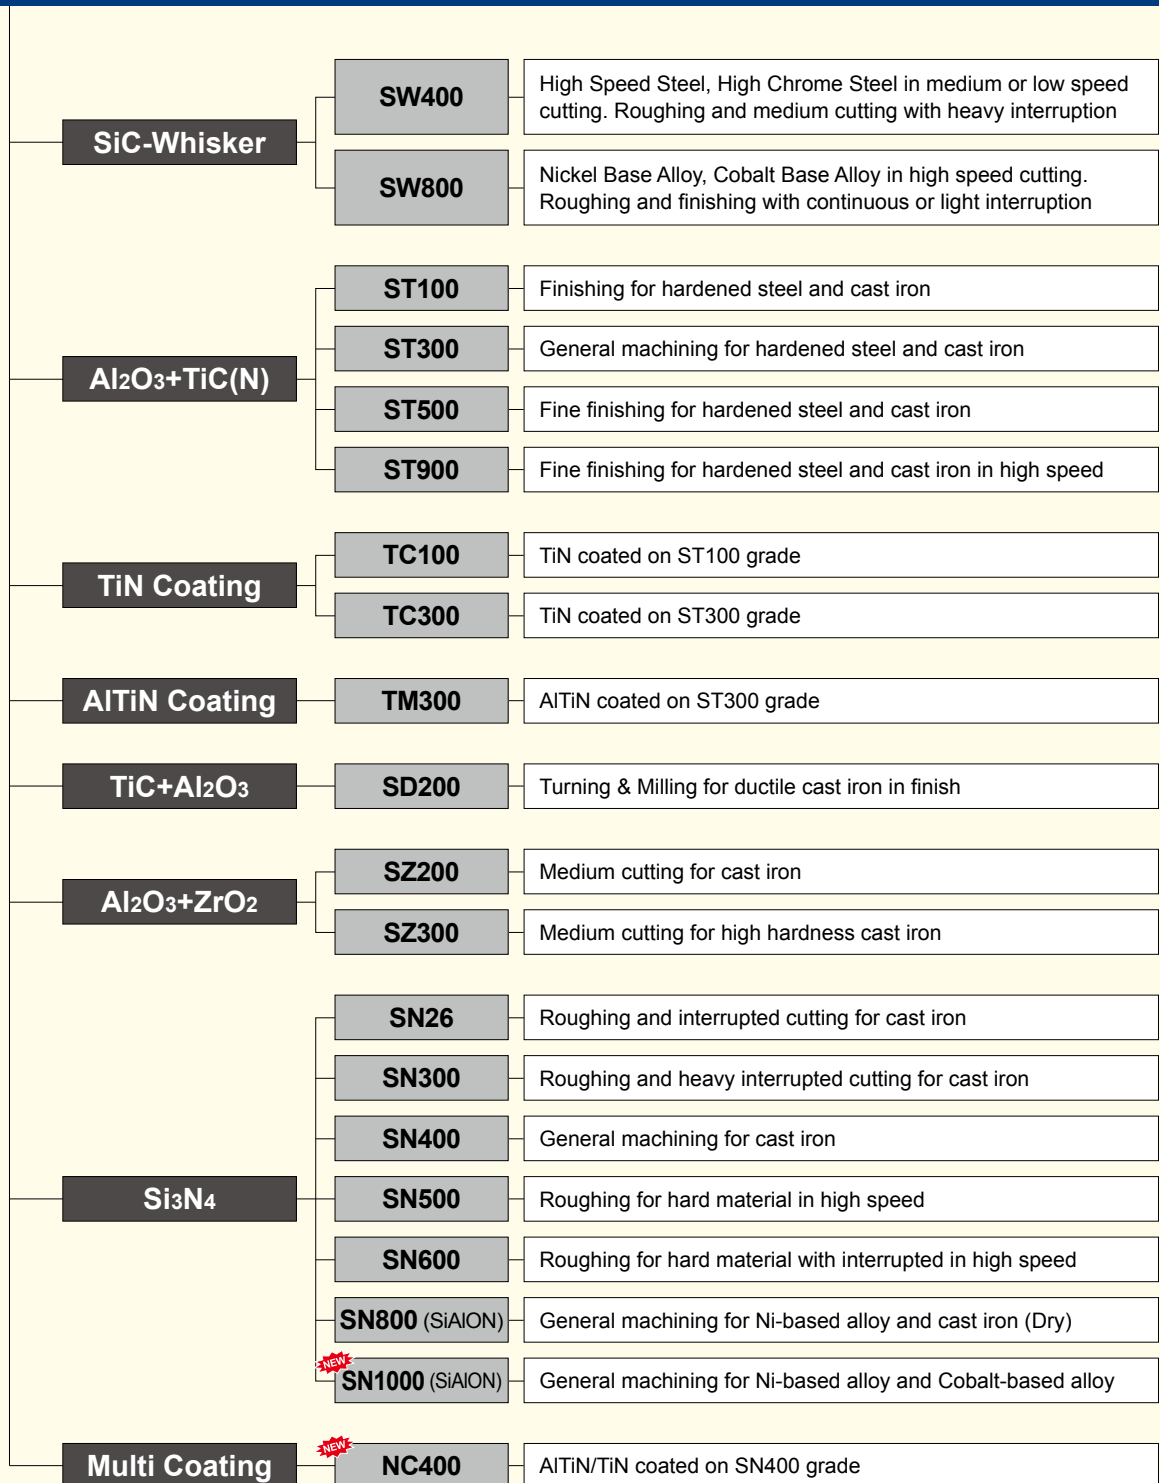 SiC-Whisker
SW400
High Speed Steel, High Chrome Steel in medium or low speed
cutting. Roughing and medium cutting with heavy interruption
SW800
Nickel Base Alloy, Cobalt Base Alloy in high speed cutting.
Roughing and finishing with continuous or light interruption
Al2O3+TiC(N)
ST100
Finishing for hardened steel and cast iron
ST300
General machining for hardened steel and cast iron
ST500
Fine finishing for hardened steel and cast iron
ST900
Fine finishing for hardened steel and cast iron in high speed
TiN Coating
TC100
TiN coated on ST100 grade
TC300
TiN coated on ST300 grade
AlTiN Coating
TM300
AlTiN coated on ST300 grade
TiC+Al2O3
SD200
Turning & Milling for ductile cast iron in finish
Al2O3+ZrO2
SZ200
Medium cutting for cast iron
SZ300
Medium cutting for high hardness cast iron
Si3N4
SN26
Roughing and interrupted cutting for cast iron
SN300
Roughing and heavy interrupted cutting for cast iron
SN400
General machining for cast iron
SN500
Roughing for hard material in high speed
SN600
Roughing for hard material with interrupted in high speed
SN800 (SiAlON)
General machining for Ni-based alloy and cast iron (Dry)
NEW
SN1000 (SiAlON)
General machining for Ni-based alloy and Cobalt-based alloy
Multi Coating
NEW
NC400
AlTiN/TiN coated on SN400 grade